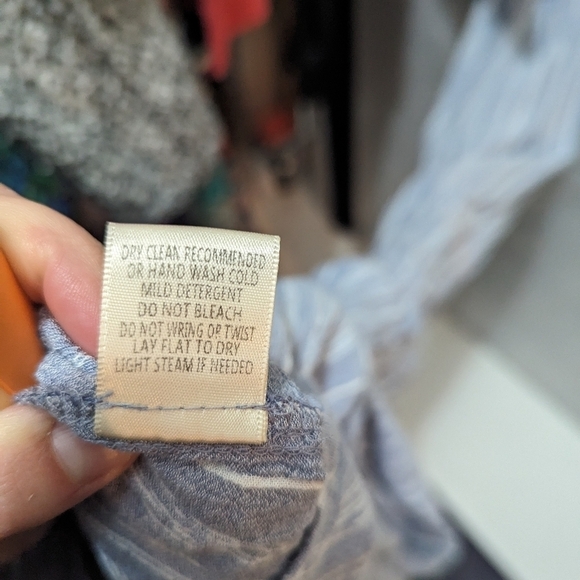 DRY CLEAN RECOMMENDED
OR HAND WASH COLD
MILD DETERGENT
DO NOT BLEACH
DO NOT WRING OR TWIST
LAY FLAT TO DRY
LIGHT STEAM IF NEEDED